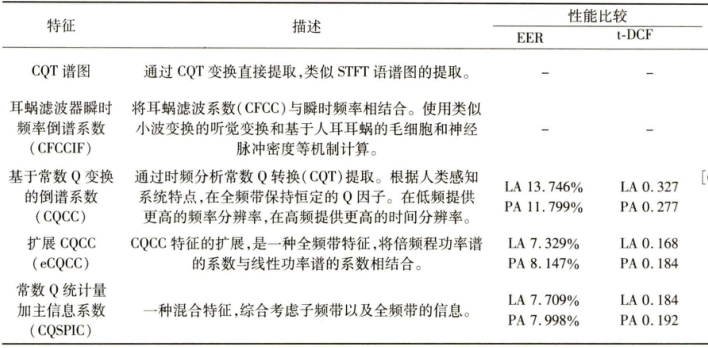 特征 描述 性能比较
EER t-DCF
CQT 谱图 通过 CQT 变换直接提取,类似 STFT 语谱图的提取。 – –
耳蜗滤波器瞬时 将耳蜗滤波系数(CFCC)与瞬时频率相结合。使用类似
频率倒谱系数 小波变换的听觉变换和基于人耳耳蜗的毛细胞和神经 – –
(CFCCIF) 脉冲密度等机制计算。
基于常数 Q 变换 通过时频分析常数 Q 转换(CQT)提取。根据人类感知
的倒谱系数 系统特点,在全频带保持恒定的 Q 因子。在低频提供 LA 13.746% LA 0.327
(CQCC) 更高的频率分辨率,在高频提供更高的时间分辨率。 PA 11.799% PA 0.277
扩展 CQCC CQCC 特征的扩展,是一种全频带特征,将倍频程功率谱 LA 7.329% LA 0.168
(eCQCC) 的系数与线性功率谱的系数相结合。 PA 8.147% PA 0.184
常数 Q 统计量 LA 7.709% LA 0.184
加主信息系数 一种混合特征,综合考虑子频带以及全频带的信息。
(CQSPIC) PA 7.998% PA 0.192